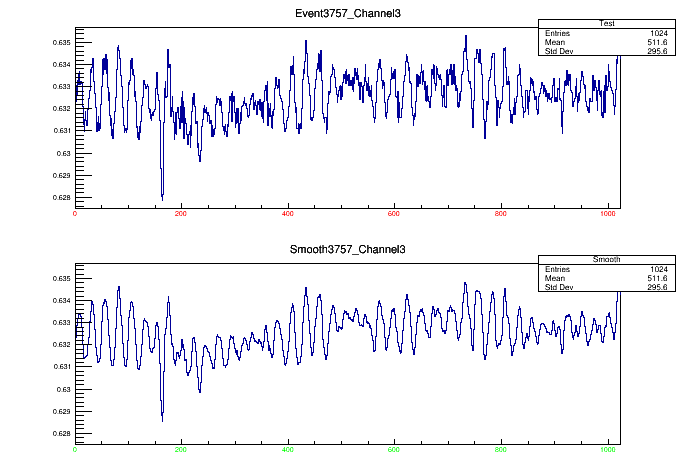 Event3757_Channel3
Test
Entries 1024
Mean 511.6
Std Dev 295.6
0.635
0.634
0.633
0.632
0.631
0.63
0.629
0.628
0 200 400 600 800 1000
Smooth3757_Channel3
Smooth
Entries 1024
Mean 511.6
Std Dev 295.6
0.635
0.634
0.633
0.632
0.631
0.63
0.629
0.628
0 200 400 600 800 1000